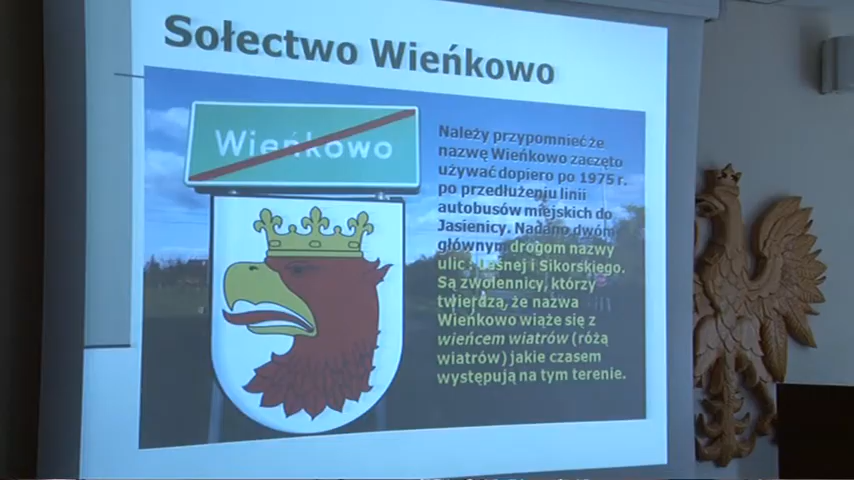 Sołectwo Wieńkowo
Wieńkowo
Należy przypomnieć że
nazwę Wieńkowo zaczęto
używać dopiero po 1975 r.
po przedłużeniu linii
autobusów miejskich do
Jasienicy. Nadano dwóm
głównym drogom nazwy
ulic : Leśnej i Sikorskiego.
Są zwolennicy, którzy
twierdzą, że nazwa
Wieńkowo wiąże się z
wieńcem wiatrów (różą
wiatrów) jakie czasem
występują na tym terenie.